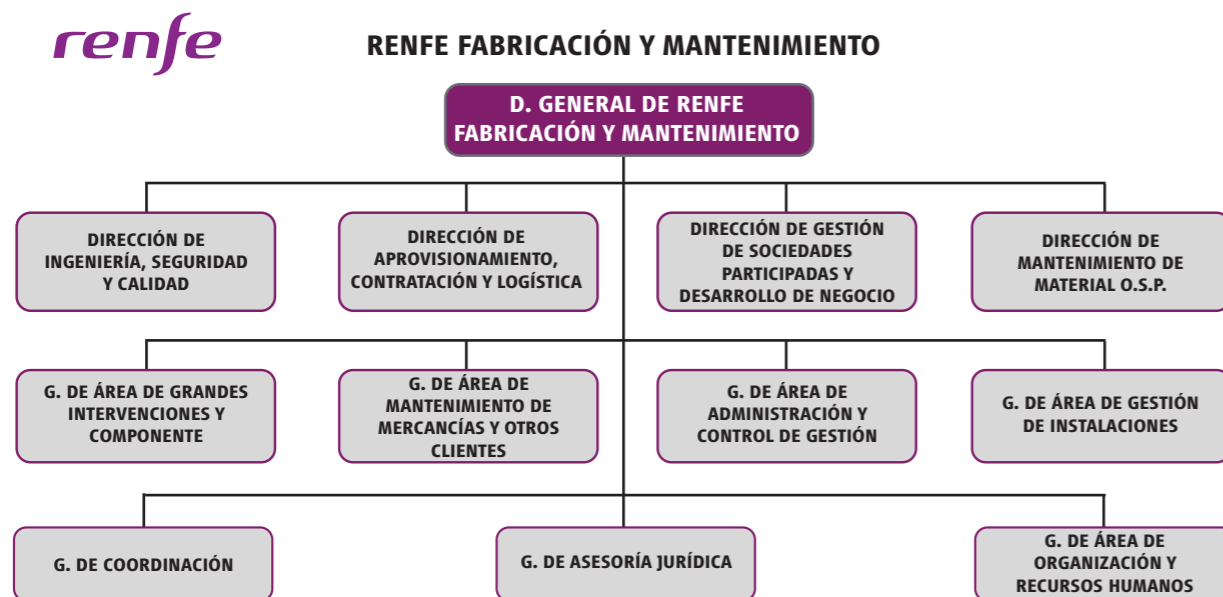 renfe
RENFE FABRICACIÓN Y MANTENIMIENTO
D. GENERAL DE RENFE
FABRICACIÓN Y MANTENIMIENTO
DIRECCIÓN DE
INGENIERÍA, SEGURIDAD
Y CALIDAD
DIRECCIÓN DE
APROVISIONAMIENTO,
CONTRATACIÓN Y LOGÍSTICA
DIRECCIÓN DE GESTIÓN
DE SOCIEDADES
PARTICIPADAS Y
DESARROLLO DE NEGOCIO
DIRECCIÓN DE
MANTENIMIENTO DE
MATERIAL O.S.P.
G. DE ÁREA DE GRANDES
INTERVENCIONES Y
COMPONENTE
G. DE ÁREA DE
MANTENIMIENTO DE
MERCANCÍAS Y OTROS
CLIENTES
G. DE ÁREA DE
ADMINISTRACIÓN Y
CONTROL DE GESTIÓN
G. DE ÁREA DE GESTIÓN
DE INSTALACIONES
G. DE COORDINACIÓN
G. DE ASESORÍA JURÍDICA
G. DE ÁREA DE
ORGANIZACIÓN Y
RECURSOS HUMANOS